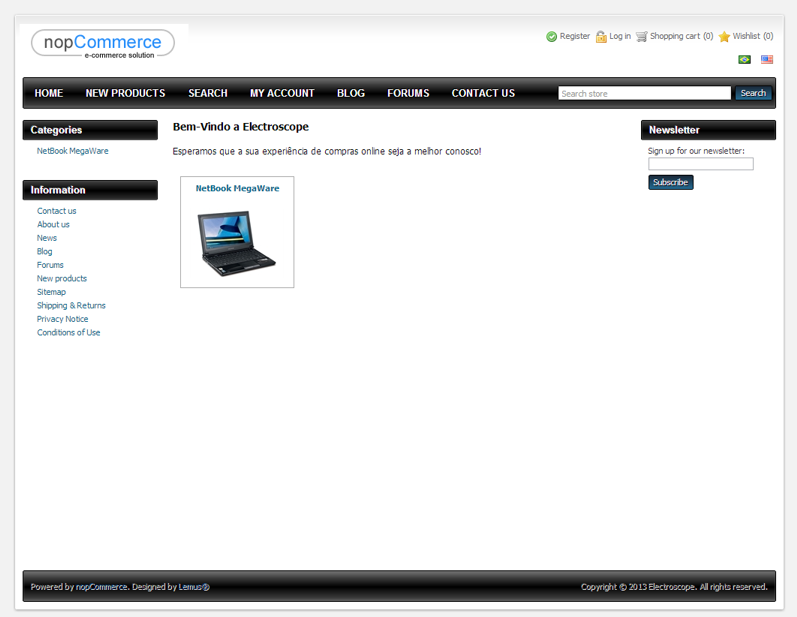 nopCommerce
e-commerce solution
Register Log in Shopping cart (0) Wishlist (0)
HOME NEW PRODUCTS SEARCH MY ACCOUNT BLOG FORUMS CONTACT US Search store Search
Categories
NetBook MegaWare
Information
Contact us
About us
News
Blog
Forums
New products
Sitemap
Shipping & Returns
Privacy Notice
Conditions of Use
Bem-Vindo a Electroscope
Esperamos que a sua experiência de compras online seja a melhor conosco!
NetBook MegaWare
Newsletter
Sign up for our newsletter:
Subscribe
Powered by nopCommerce. Designed by Lemus®
Copyright © 2013 Electroscope. All rights reserved.